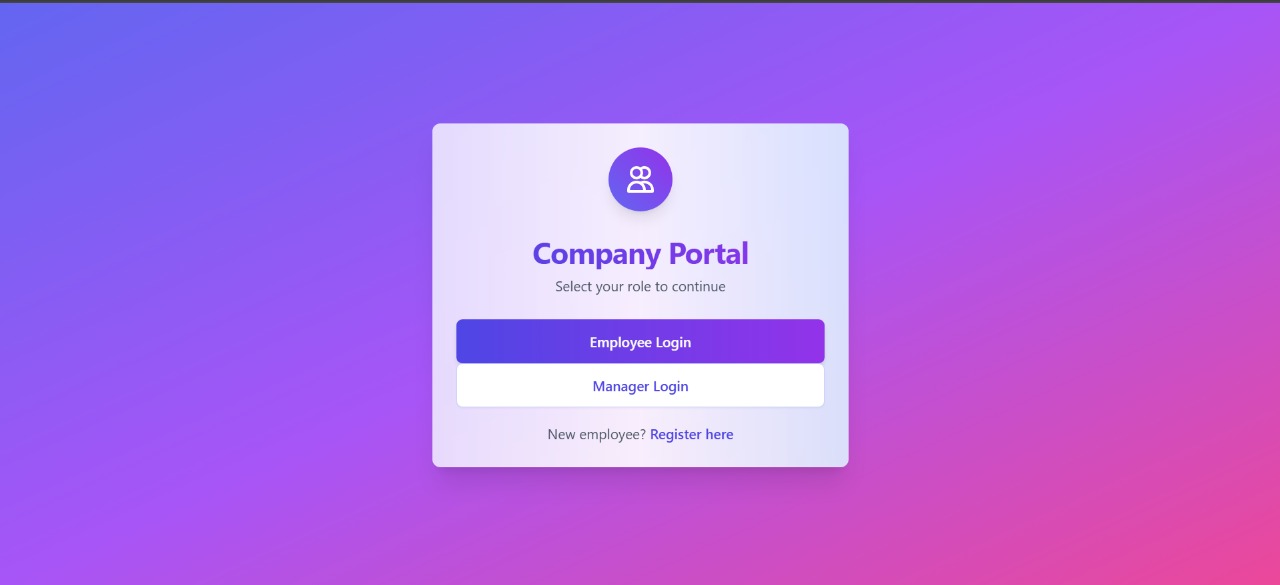 Company Portal
Select your role to continue
Employee Login
Manager Login
New employee? Register here